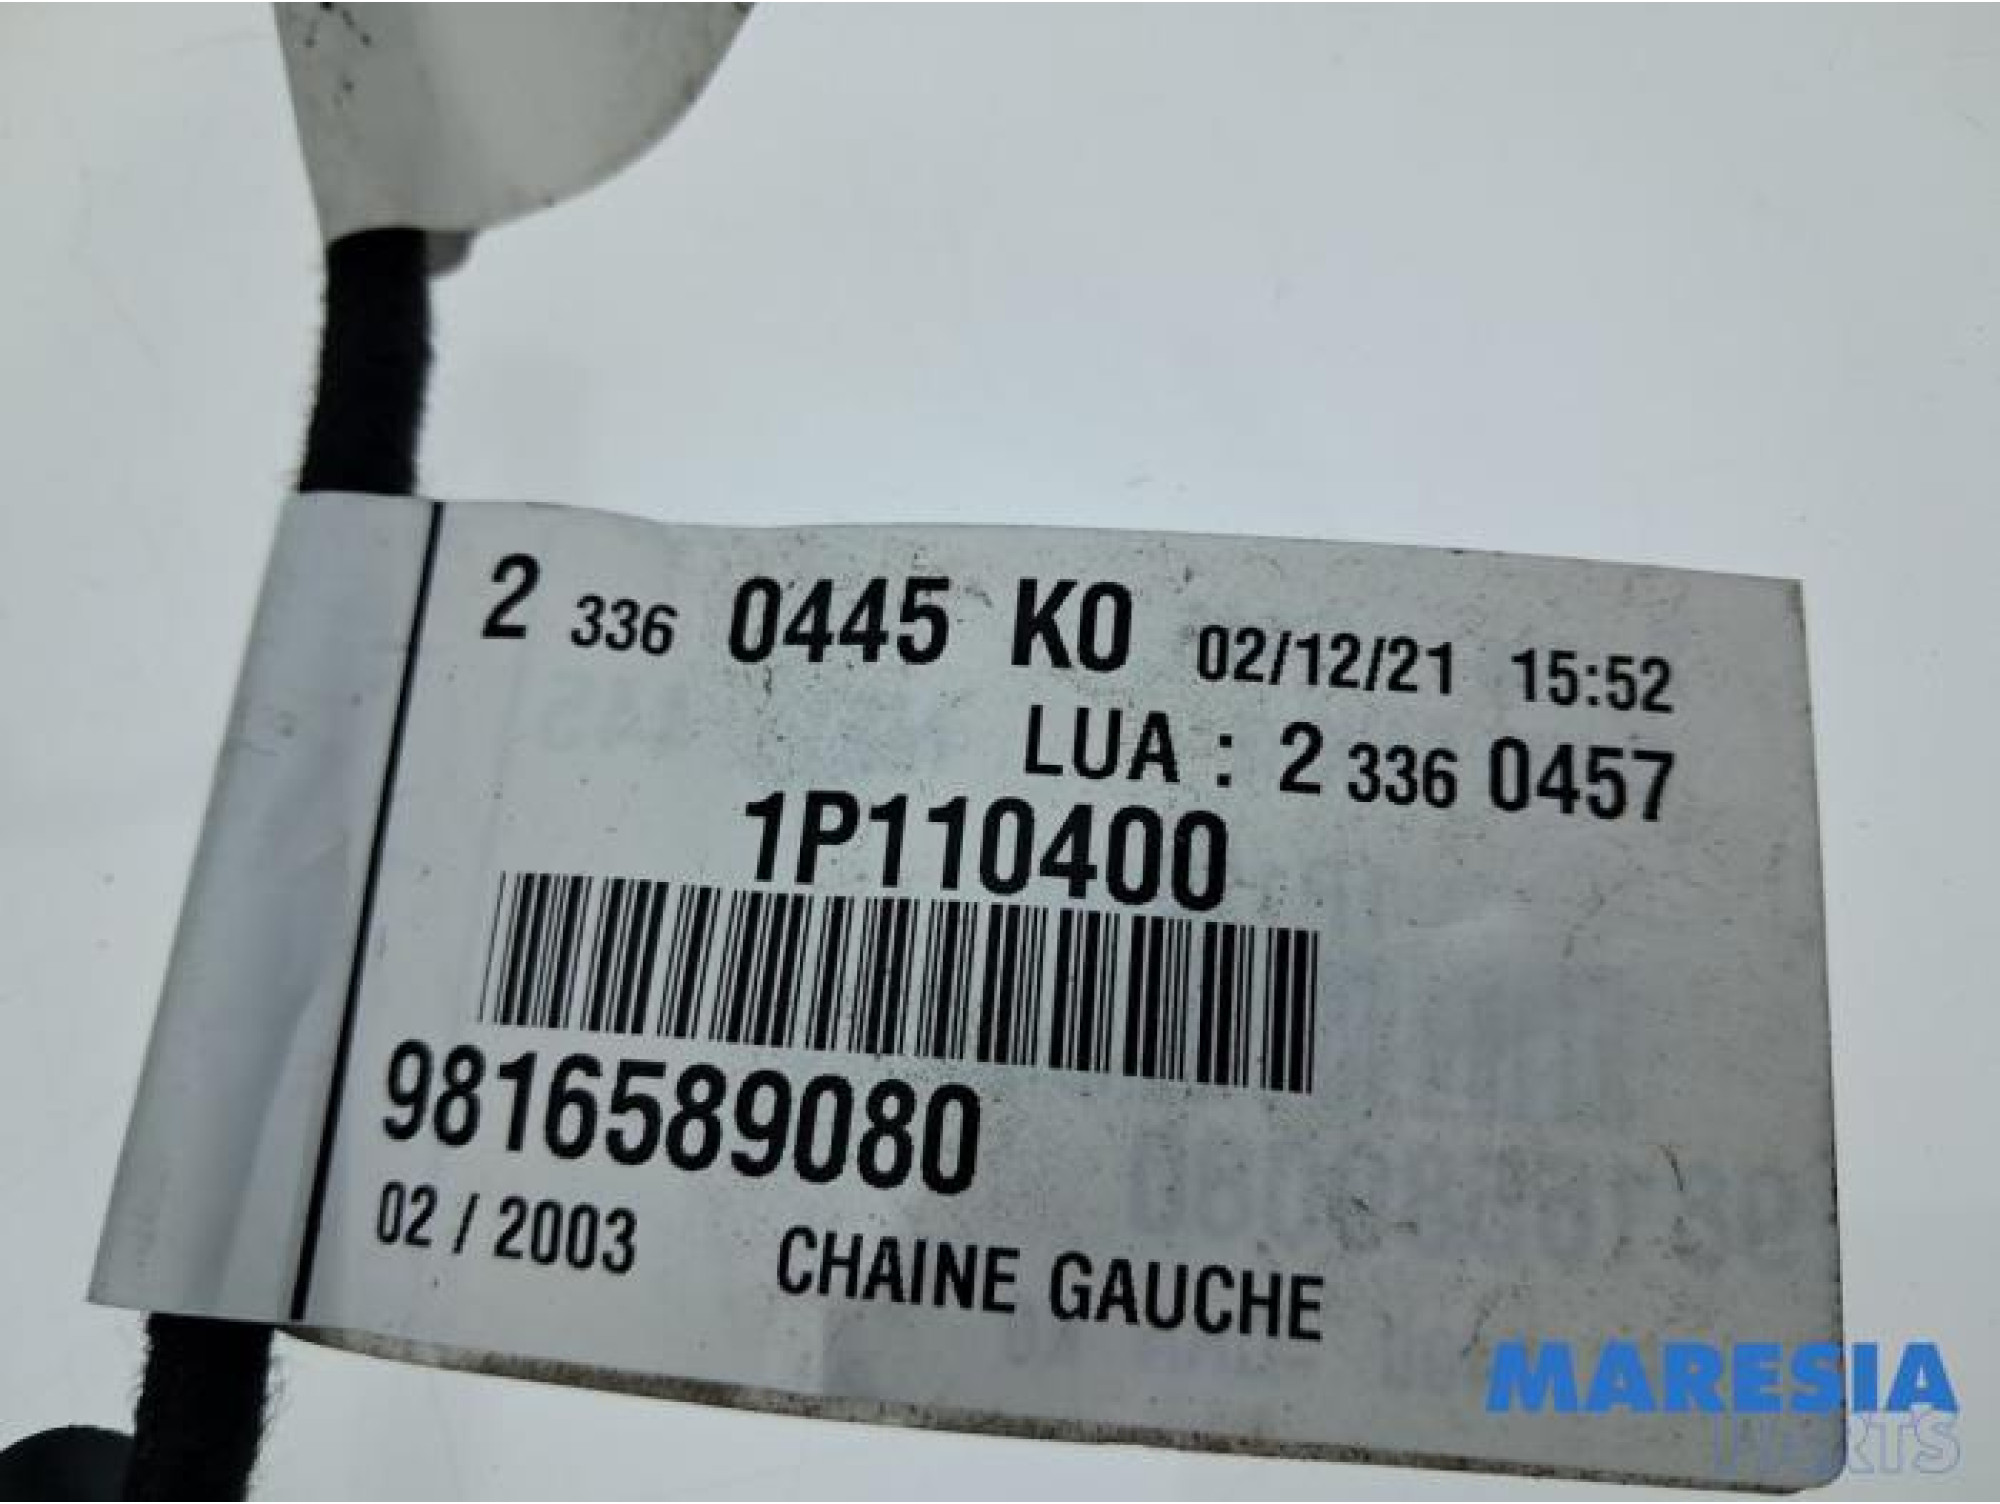 2 336 0445 K0 02/12/21 15:52
LUA : 2 336 0457
1P110400
9816589080
02 / 2003 CHAINE GAUCHE
MARESIA
PARTS